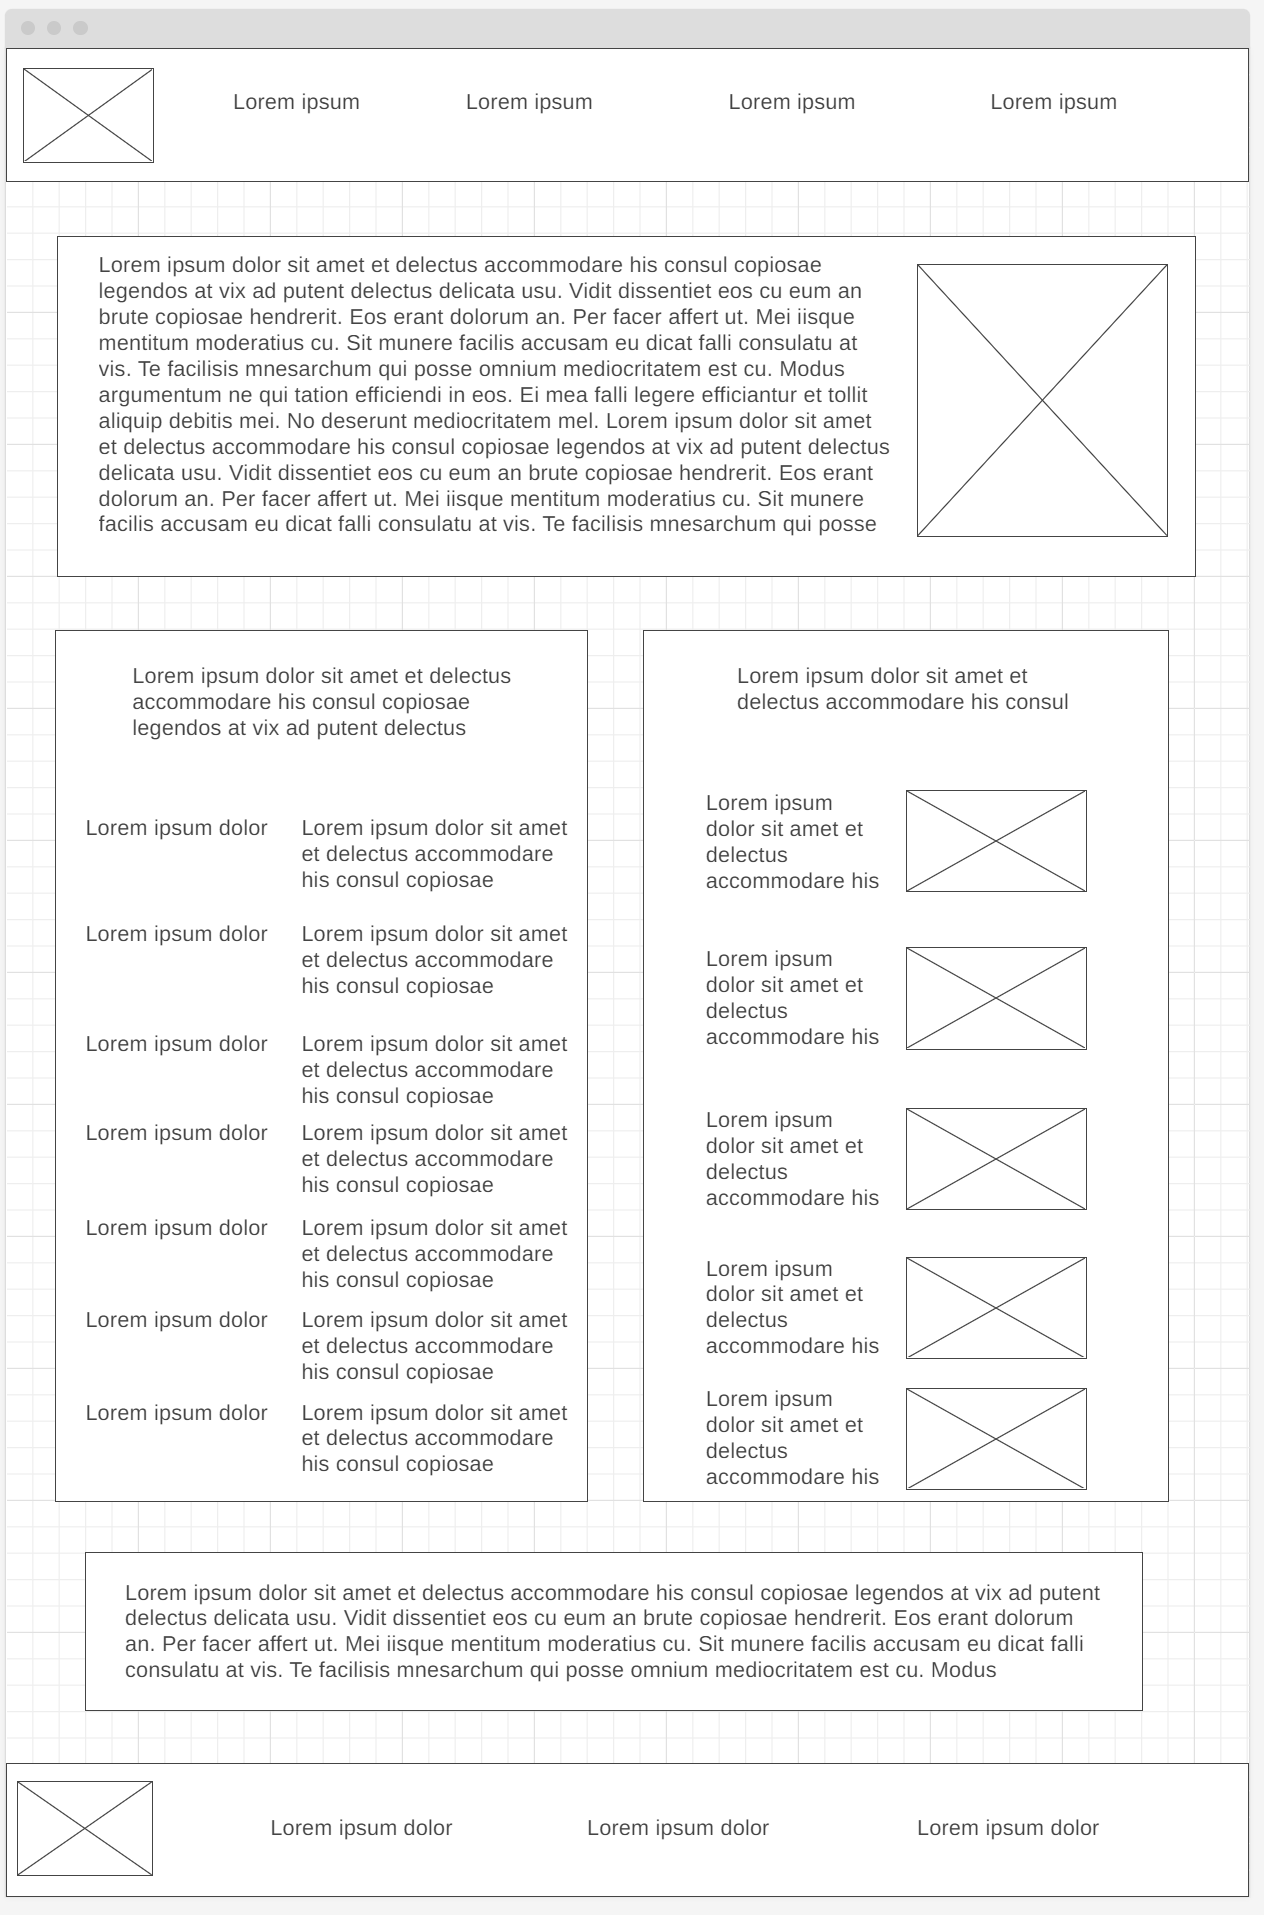 Lorem ipsum
Lorem ipsum
Lorem ipsum
Lorem ipsum
Lorem ipsum dolor sit amet et delectus accommodare his consul copiosae
legendos at vix ad putent delectus delicata usu. Vidit dissentiet eos cu eum an
brute copiosae hendrerit. Eos erant dolorum an. Per facer affert ut. Mei iisque
mentitum moderatius cu. Sit munere facilis accusam eu dicat falli consulatu at
vis. Te facilisis mnesarchum qui posse omnium mediocritatem est cu. Modus
argumentum ne qui tation efficiendi in eos. Ei mea falli legere efficiantur et tollit
aliquip debitis mei. No deserunt mediocritatem mel. Lorem ipsum dolor sit amet
et delectus accommodare his consul copiosae legendos at vix ad putent delectus
delicata usu. Vidit dissentiet eos cu eum an brute copiosae hendrerit. Eos erant
dolorum an. Per facer affert ut. Mei iisque mentitum moderatius cu. Sit munere
facilis accusam eu dicat falli consulatu at vis. Te facilisis mnesarchum qui posse
Lorem ipsum dolor sit amet et delectus
accommodare his consul copiosae
legendos at vix ad putent delectus
Lorem ipsum dolor
Lorem ipsum dolor sit amet
et delectus accommodare
his consul copiosae
Lorem ipsum dolor
Lorem ipsum dolor sit amet
et delectus accommodare
his consul copiosae
Lorem ipsum dolor
Lorem ipsum dolor sit amet
et delectus accommodare
his consul copiosae
Lorem ipsum dolor
Lorem ipsum dolor sit amet
et delectus accommodare
his consul copiosae
Lorem ipsum dolor
Lorem ipsum dolor sit amet
et delectus accommodare
his consul copiosae
Lorem ipsum dolor
Lorem ipsum dolor sit amet
et delectus accommodare
his consul copiosae
Lorem ipsum dolor
Lorem ipsum dolor sit amet
et delectus accommodare
his consul copiosae
Lorem ipsum dolor sit amet et
delectus accommodare his consul
Lorem ipsum
dolor sit amet et
delectus
accommodare his
Lorem ipsum
dolor sit amet et
delectus
accommodare his
Lorem ipsum
dolor sit amet et
delectus
accommodare his
Lorem ipsum
dolor sit amet et
delectus
accommodare his
Lorem ipsum
dolor sit amet et
delectus
accommodare his
Lorem ipsum dolor sit amet et delectus accommodare his consul copiosae legendos at vix ad putent
delectus delicata usu. Vidit dissentiet eos cu eum an brute copiosae hendrerit. Eos erant dolorum
an. Per facer affert ut. Mei iisque mentitum moderatius cu. Sit munere facilis accusam eu dicat falli
consulatu at vis. Te facilisis mnesarchum qui posse omnium mediocritatem est cu. Modus
Lorem ipsum dolor
Lorem ipsum dolor
Lorem ipsum dolor